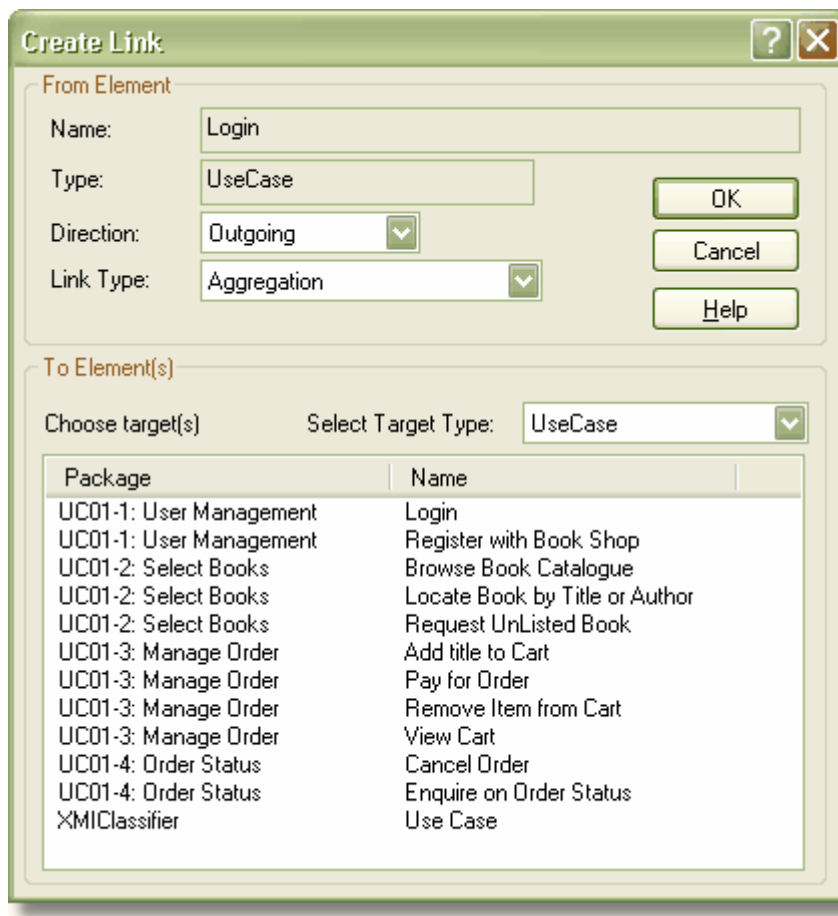 Create Link
From Element
Name: Login
Type: UseCase
OK
Direction: Outgoing
Cancel
Link Type: Aggregation
Help
To Element(s)
Choose target(s) Select Target Type: UseCase
Package Name
UC01-1: User Management Login
UC01-1: User Management Register with Book Shop
UC01-2: Select Books Browse Book Catalogue
UC01-2: Select Books Locate Book by Title or Author
UC01-2: Select Books Request UnListed Book
UC01-3: Manage Order Add title to Cart
UC01-3: Manage Order Pay for Order
UC01-3: Manage Order Remove Item from Cart
UC01-3: Manage Order View Cart
UC01-4: Order Status Cancel Order
UC01-4: Order Status Enquire on Order Status
XMIClassifier Use Case